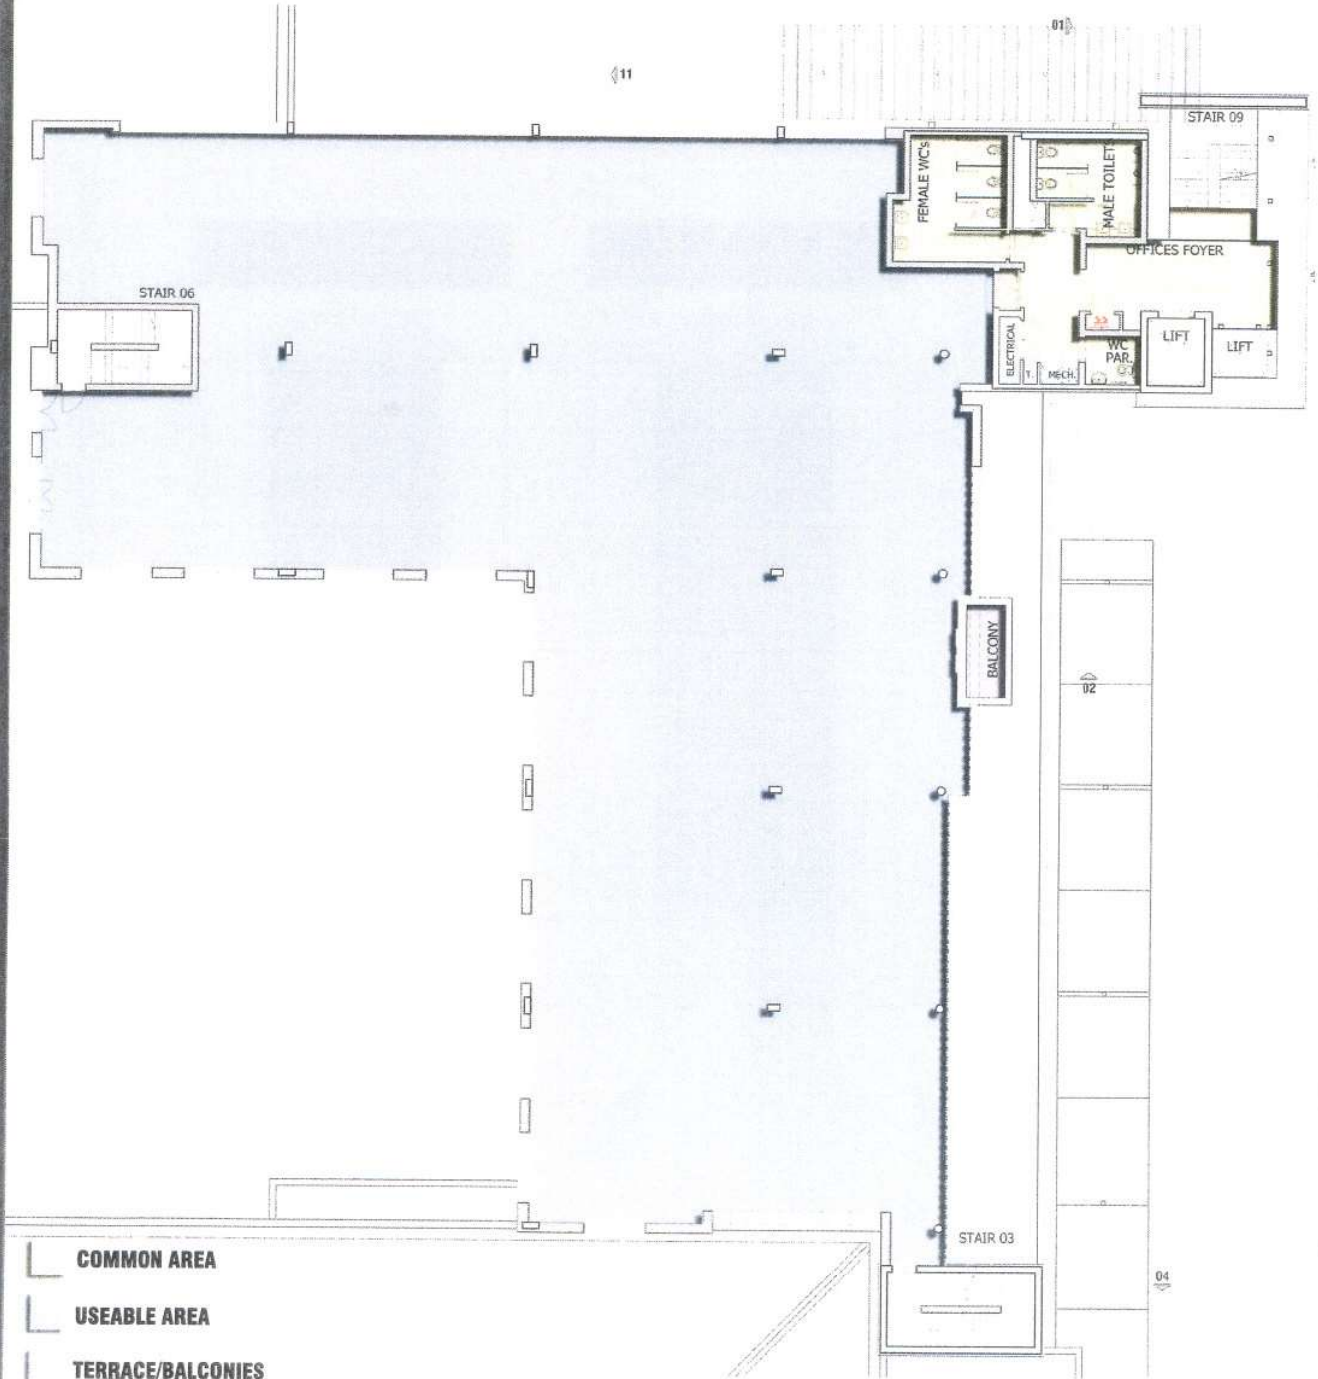 01
11
STAIR 09
FEMALE WC's
MALE TOILETS
OFFICES FOYER
STAIR 06
ELECTRICAL
T.
MECH.
WC
PAR.
LIFT
LIFT
BALCONY
02
STAIR 03
04
COMMON AREA
USEABLE AREA
TERRACE/BALCONIES